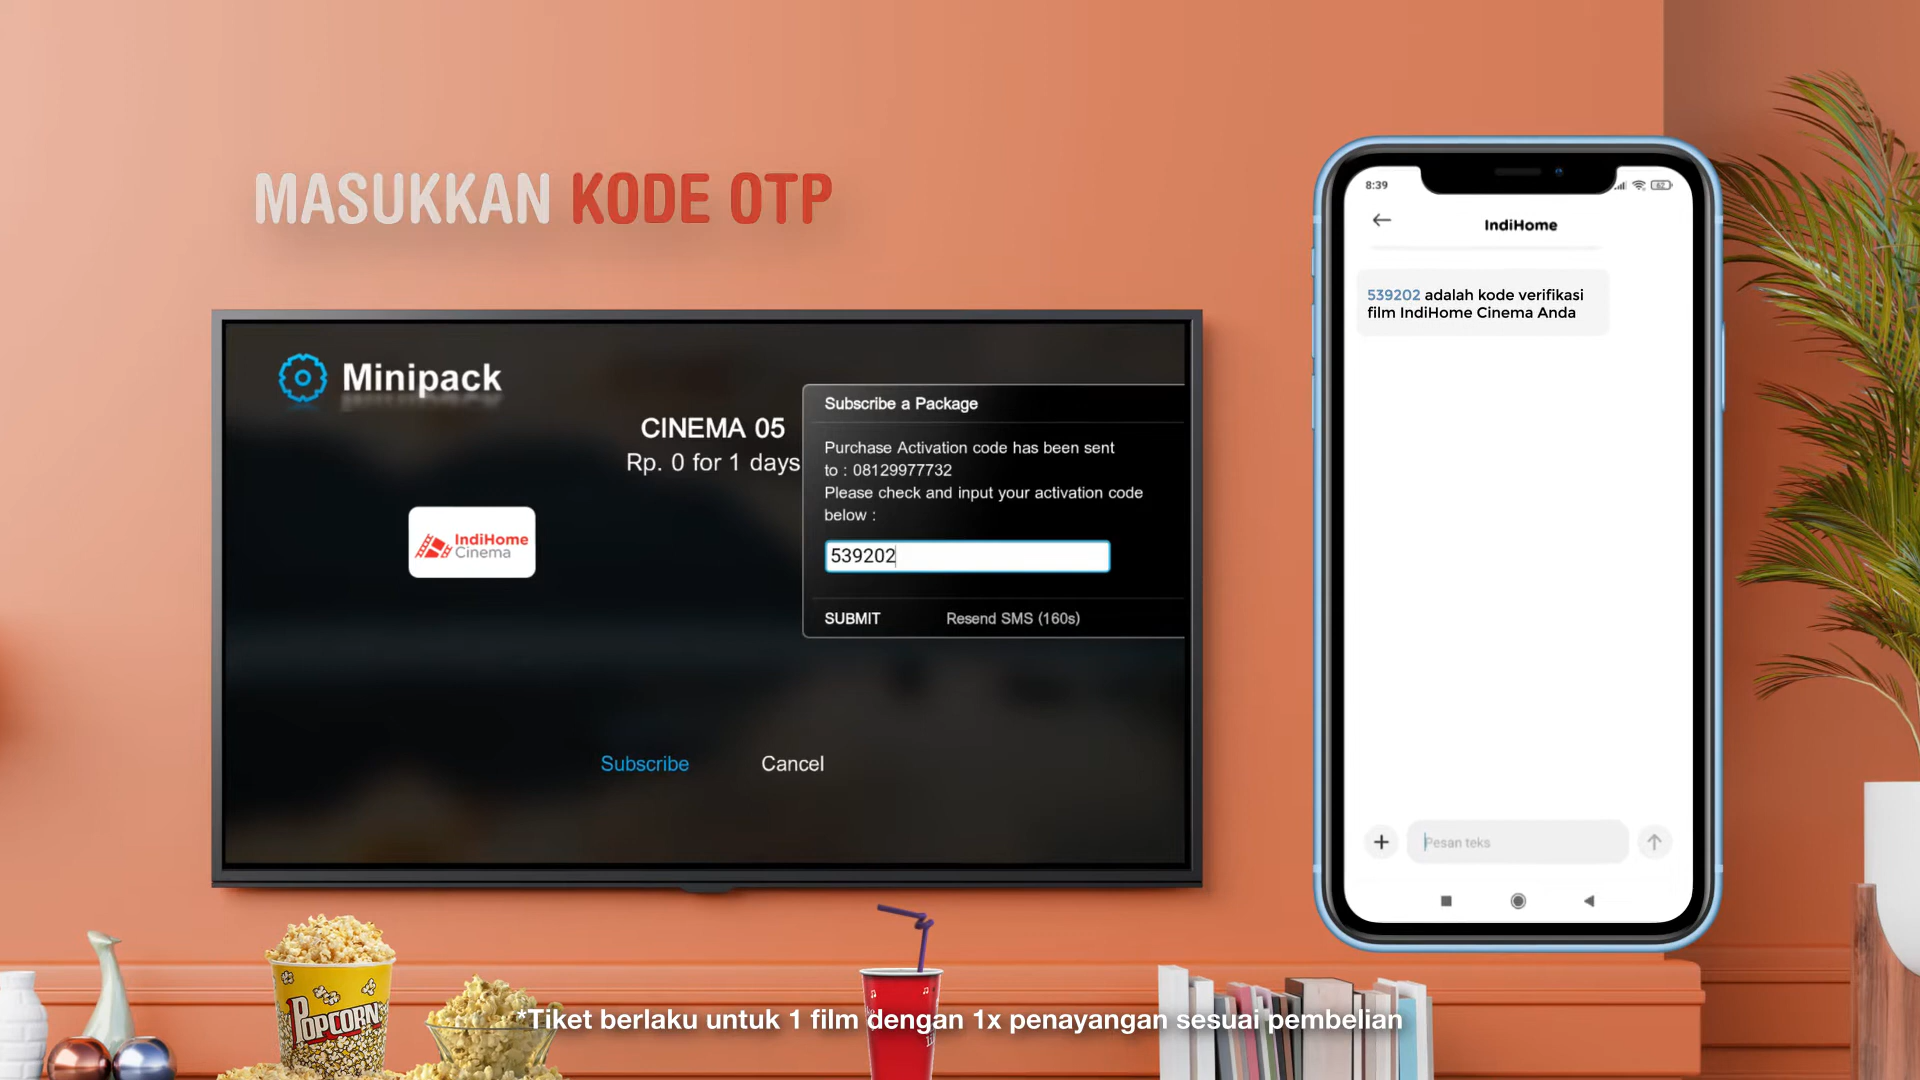 MASUKKAN KODE OTP
Minipack
CINEMA 05
Rp. 0 for 1 days
IndiHome
Cinema
Subscribe a Package
Purchase Activation code has been sent
to : 08129977732
Please check and input your activation code
below :
539202
SUBMIT Resend SMS (160s)
Subscribe Cancel
8:39
62
IndiHome
539202 adalah kode verifikasi
film IndiHome Cinema Anda
Pesan teks
POPCORN
*Tiket berlaku untuk 1 film dengan 1x penayangan sesuai pembelian